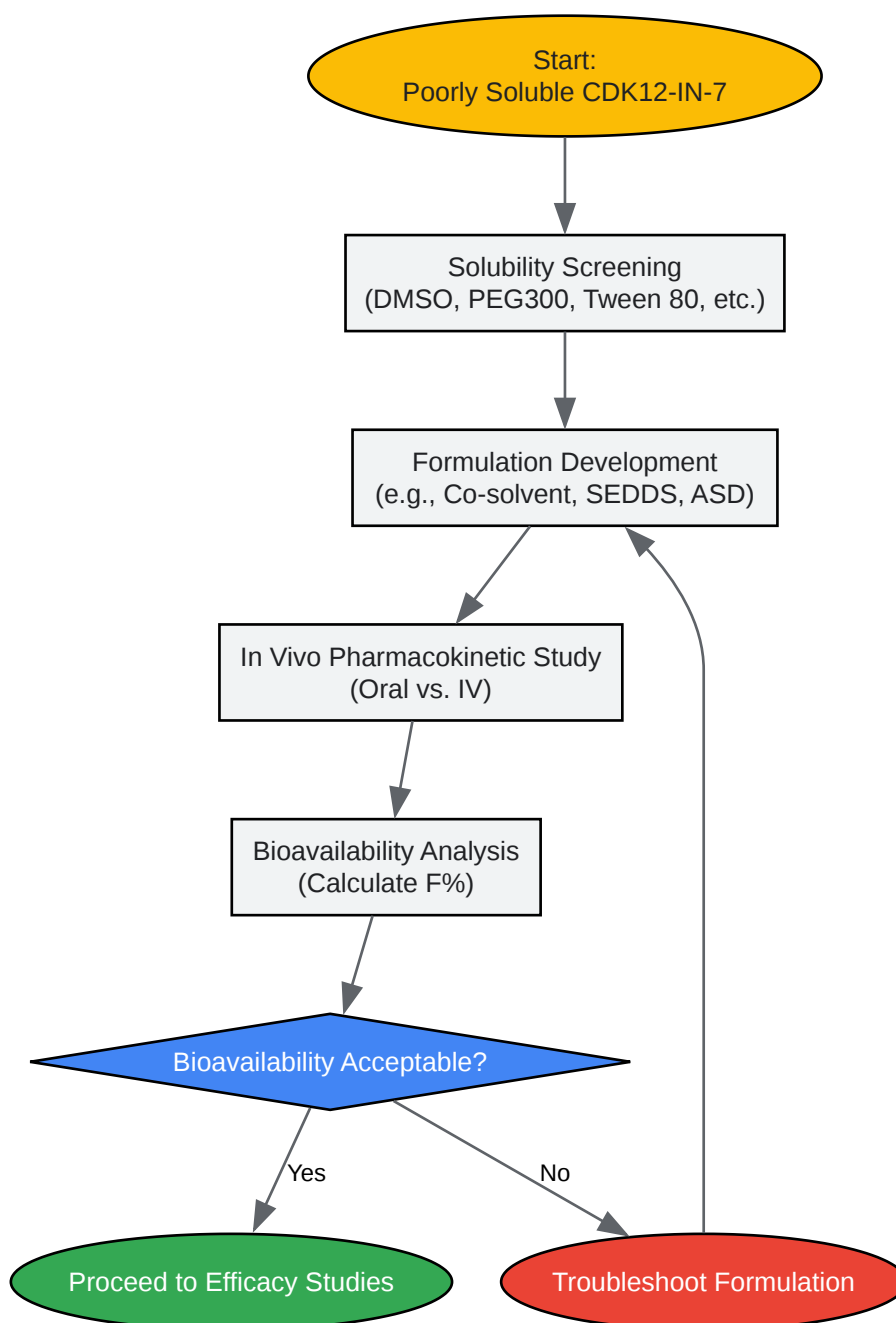 Start:
Poorly Soluble CDK12-IN-7
Solubility Screening
(DMSO, PEG300, Tween 80, etc.)
Formulation Development
(e.g., Co-solvent, SEDDS, ASD)
In Vivo Pharmacokinetic Study
(Oral vs. IV)
Bioavailability Analysis
(Calculate F%)
Bioavailability Acceptable?
Yes
No
Proceed to Efficacy Studies
Troubleshoot Formulation